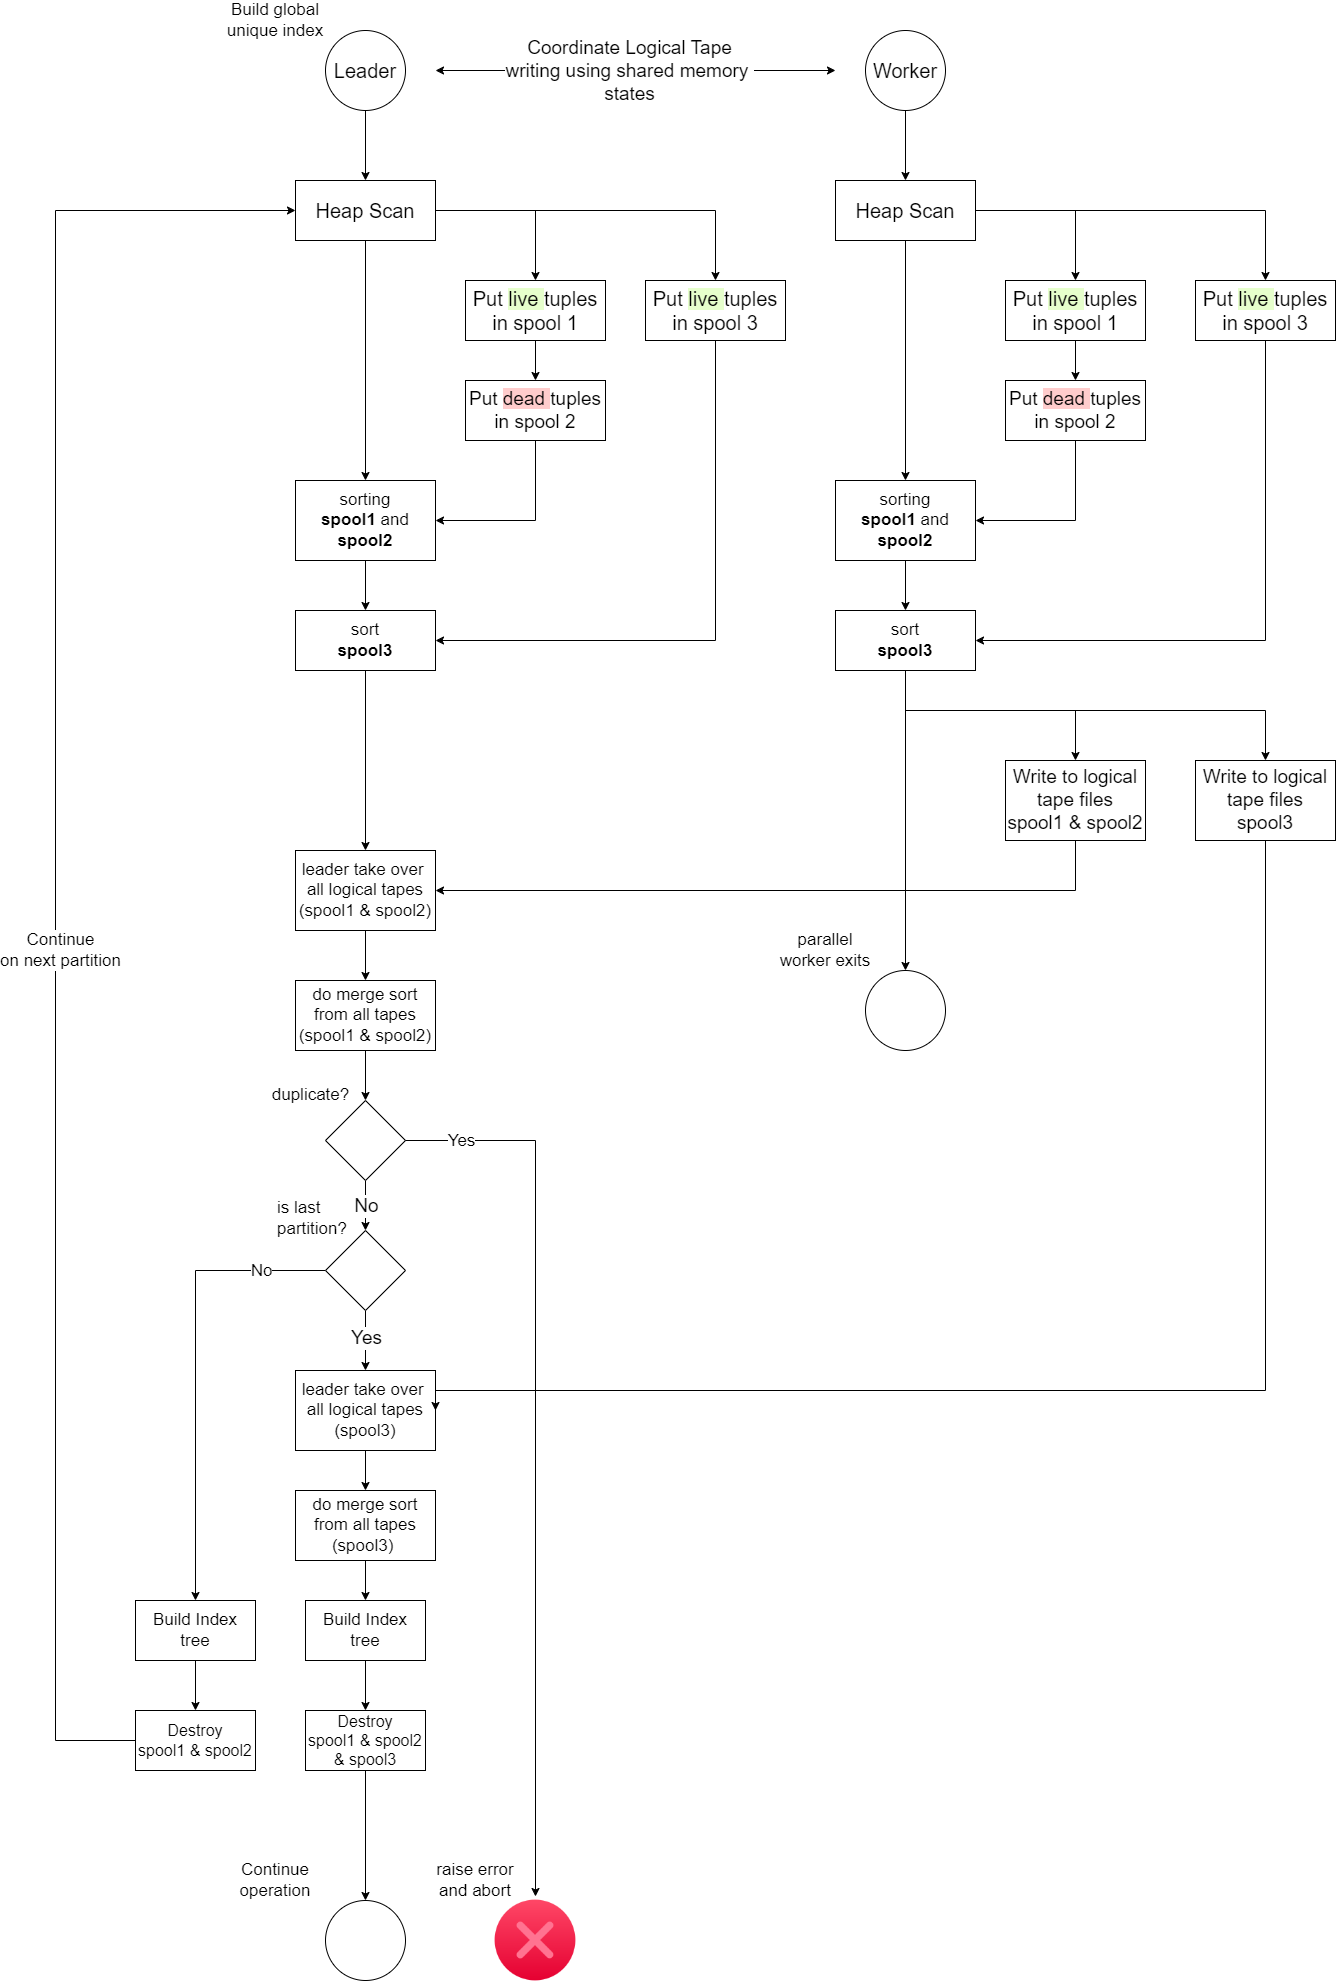 Build global
unique index
Leader
Coordinate Logical Tape
writing using shared memory
states
Worker
Heap Scan
Heap Scan
Put live tuples
in spool 1
Put live tuples
in spool 3
Put live tuples
in spool 1
Put live tuples
in spool 3
Put dead tuples
in spool 2
Put dead tuples
in spool 2
sorting
spool1 and
spool2
sorting
spool1 and
spool2
sort
spool3
sort
spool3
Write to logical
tape files
spool1 & spool2
Write to logical
tape files
spool3
leader take over
all logical tapes
(spool1 & spool2)
Continue
on next partition
parallel
worker exits
do merge sort
from all tapes
(spool1 & spool2)
duplicate?
Yes
No
is last
partition?
No
Yes
leader take over
all logical tapes
(spool3)
do merge sort
from all tapes
(spool3)
Build Index
tree
Build Index
tree
Destroy
spool1 & spool2
Destroy
spool1 & spool2
& spool3
Continue
operation
raise error
and abort